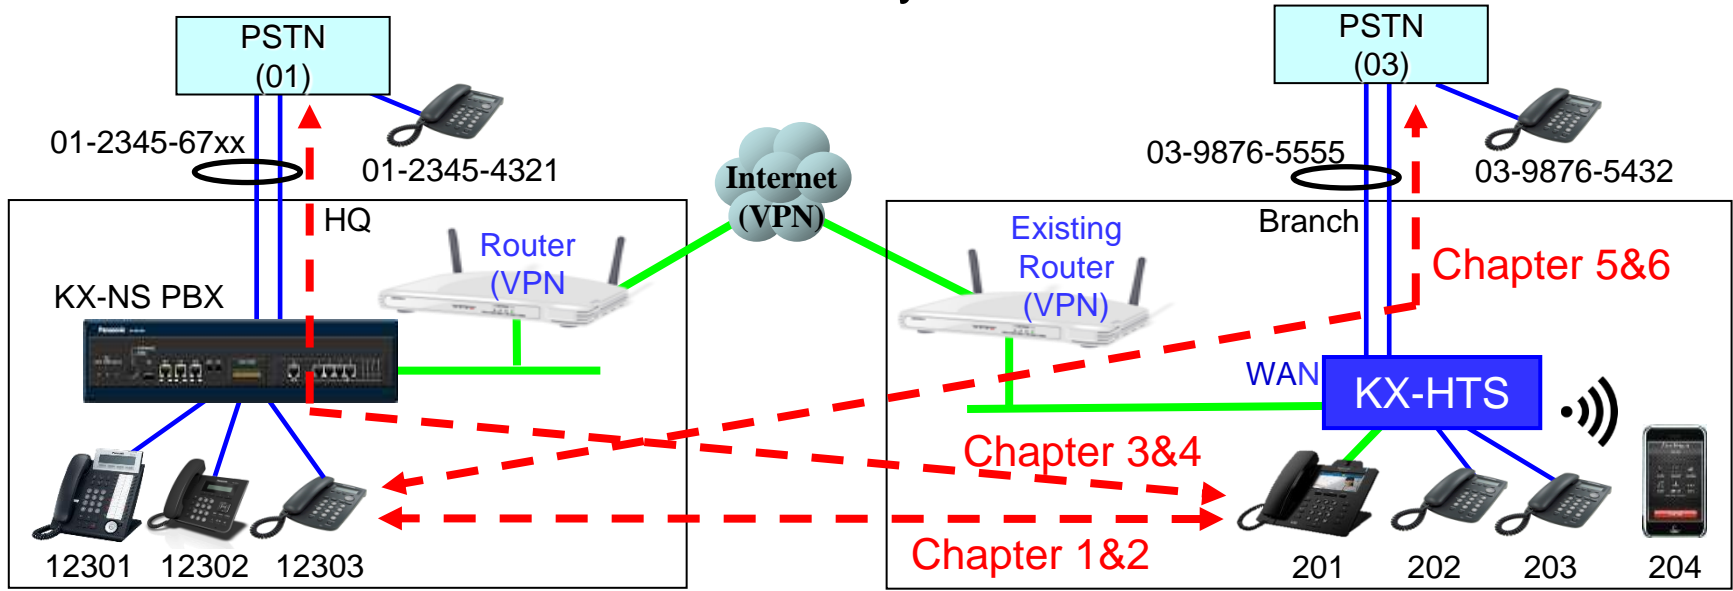 PSTN
(01)
01-2345-67xx
01-2345-4321
HQ
Router
(VPN
KX-NS PBX
Panasonic
12301
12302
12303
Internet
(VPN)
PSTN
(03)
03-9876-5555
03-9876-5432
Branch
Existing
Router
(VPN)
Chapter 5&6
WAN
KX-HTS
Chapter 3&4
Chapter 1&2
201
202
203
204